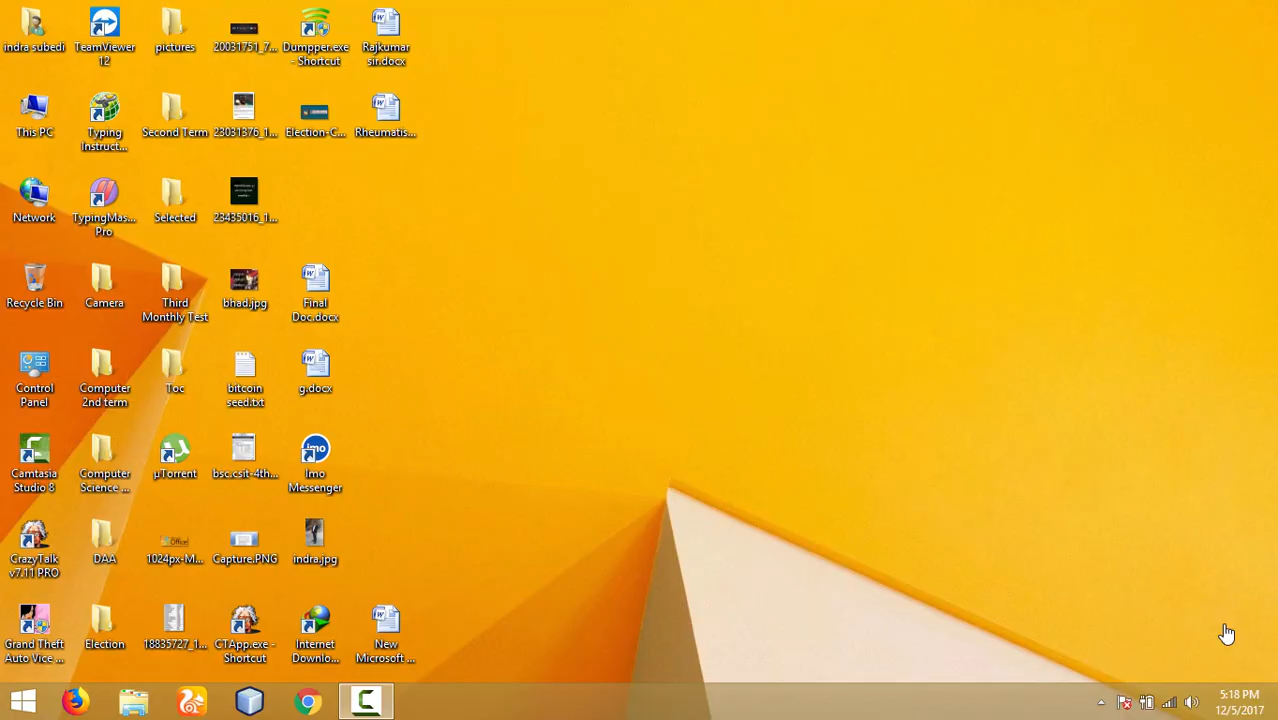 indra subedi
TeamViewer
12
pictures
20031751_7...
Dumpper.exe
- Shortcut
Rajkumar
sir.docx
This PC
Typing
Instruct...
Second Term
23031376_1...
Election-C...
Rheumatis...
Network
TypingMas...
Pro
Selected
23435016_1...
Recycle Bin
Camera
Third
Monthly Test
bhad.jpg
Final
Doc.docx
Control
Panel
Computer
2nd term
Toc
bitcoin
seed.txt
g.docx
Camtasia
Studio 8
Computer
Science ...
µTorrent
bsc.csit-4th...
imo
Imo
Messenger
CrazyTalk
v7.11 PRO
DAA
Office
1024px-M...
Capture.PNG
indra.jpg
Grand Theft
Auto Vice ...
Election
18835727_1...
CTApp.exe -
Shortcut
Internet
Downlo...
New
Microsoft ...
5:18 PM
12/5/2017